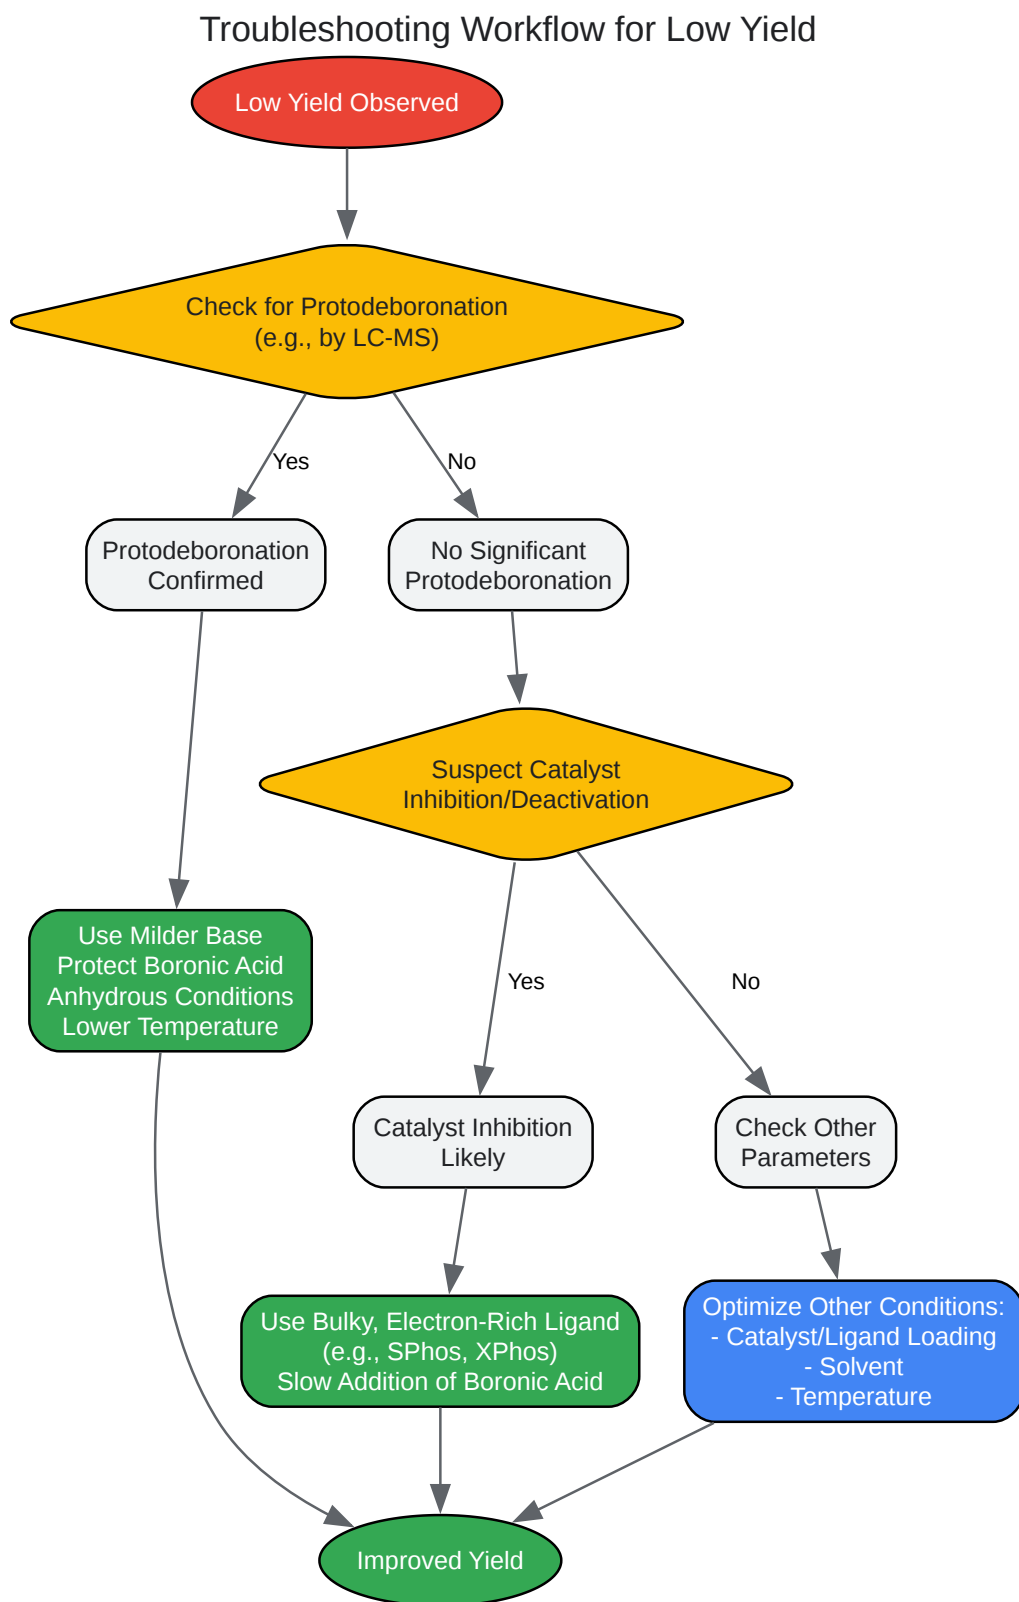 Troubleshooting Workflow for Low Yield
Low Yield Observed
Check for Protodeboronation
(e.g., by LC-MS)
Yes
No
Protodeboronation
Confirmed
No Significant
Protodeboronation
Suspect Catalyst
Inhibition/Deactivation
Use Milder Base
Protect Boronic Acid
Anhydrous Conditions
Lower Temperature
Yes
No
Catalyst Inhibition
Likely
Check Other
Parameters
Use Bulky, Electron-Rich Ligand
(e.g., SPhos, XPhos)
Slow Addition of Boronic Acid
Optimize Other Conditions:
- Catalyst/Ligand Loading
- Solvent
- Temperature
Improved Yield